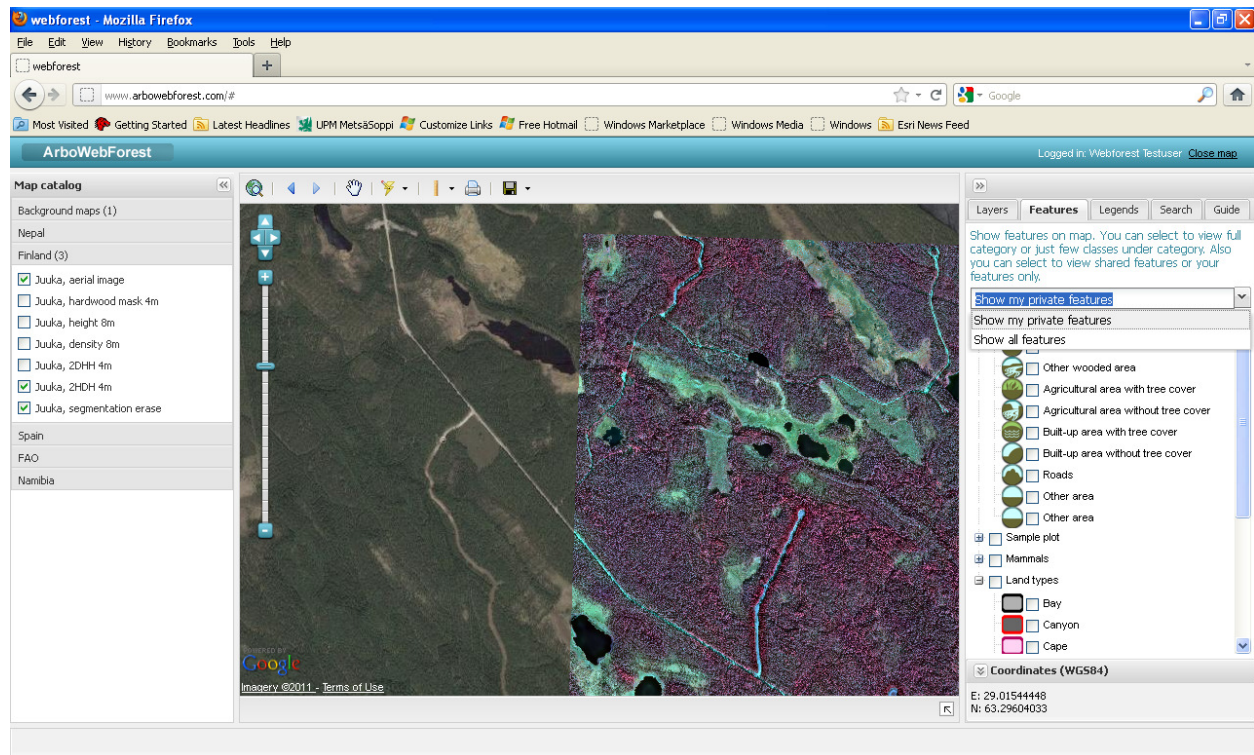 webforest - Mozilla Firefox
File Edit View History Bookmarks Tools Help
webforest
www.arbowebforest.com/#
Google
Most Visited Getting Started Latest Headlines UPM MetsäSoppi Customize Links Free Hotmail Windows Marketplace Windows Media Windows Esri News Feed
ArboWebForest
Logged in: Webforest Testuser Close map
Map catalog
Background maps (1)
Nepal
Finland (3)
Juuka, aerial image
Juuka, hardwood mask 4m
Juuka, height 8m
Juuka, density 8m
Juuka, 2DHH 4m
Juuka, 2HDH 4m
Juuka, segmentation erase
Spain
FAO
Namibia
POWERED BY
Google
Imagery ©2011 - Terms of Use
Layers Features Legends Search Guide
Show features on map. You can select to view full
category or just few classes under category. Also
you can select to view shared features or your
features only.
Show my private features
Show my private features
Show all features
Other wooded area
Agricultural area with tree cover
Agricultural area without tree cover
Built-up area with tree cover
Built-up area without tree cover
Roads
Other area
Other area
Sample plot
Mammals
Land types
Bay
Canyon
Cape
Coordinates (WGS84)
E: 29.01544448
N: 63.29604033